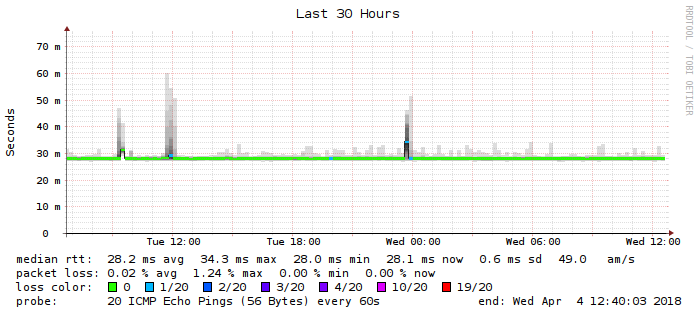 Last 30 Hours
RRDTOOL / TOBI OETIKER
Seconds
70 m
60 m
50 m
40 m
30 m
20 m
10 m
0
Tue 12:00 Tue 18:00 Wed 00:00 Wed 06:00 Wed 12:00
median rtt: 28.2 ms avg 34.3 ms max 28.0 ms min 28.1 ms now 0.6 ms sd 49.0 am/s
packet loss: 0.02 % avg 1.24 % max 0.00 % min 0.00 % now
loss color: 0 1/20 2/20 3/20 4/20 10/20 19/20
probe: 20 ICMP Echo Pings (56 Bytes) every 60s end: Wed Apr 4 12:40:03 2018